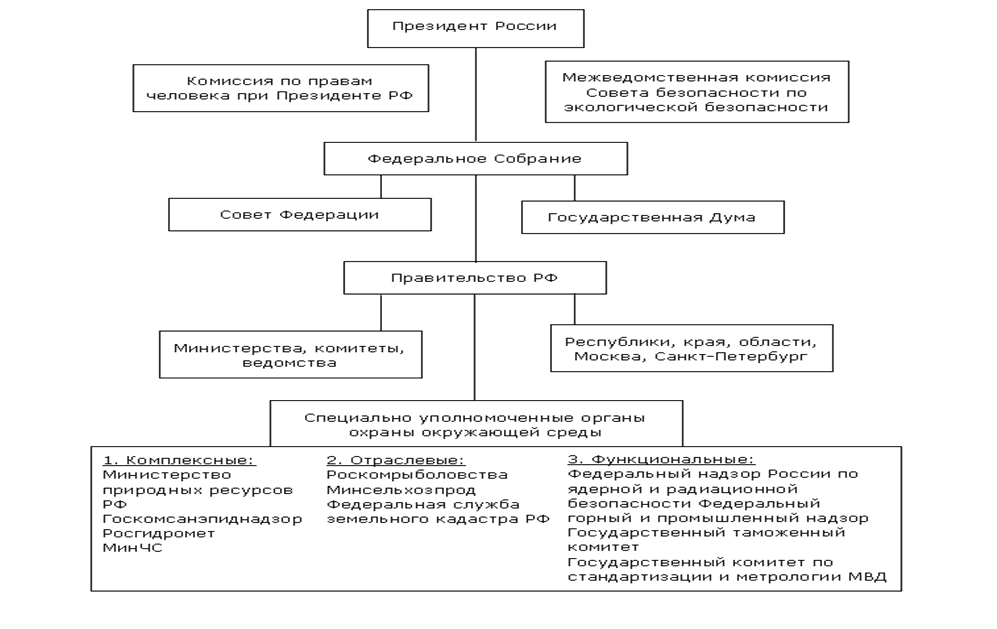 Президент России
Комиссия по правам
человека при Президенте РФ
Межведомственная комиссия
Совета безопасности по
экологической безопасности
Федеральное Собрание
Совет Федерации
Государственная Дума
Правительство РФ
Министерства, комитеты,
ведомства
Республики, края, области,
Москва, Санкт-Петербург
Специально уполномоченные органы
охраны окружающей среды
1. Комплексные:
Министерство
природных ресурсов
РФ
Госкомсанэпиднадзор
Росгидромет
МинЧС
2. Отраслевые:
Роскомрыболовства
Минсельхозпрод
Федеральная служба
земельного кадастра РФ
3. Функциональные:
Федеральный надзор России по
ядерной и радиационной
безопасности Федеральный
горный и промышленный надзор
Государственный таможенный
комитет
Государственный комитет по
стандартизации и метрологии МВД